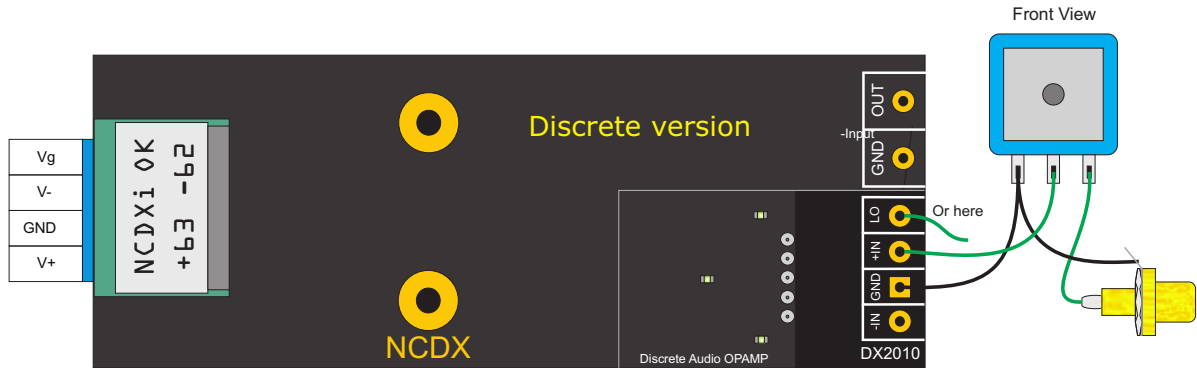 Front View
Discrete version
OUT
-Input
GND
Vg
V-
GND
V+
NCDXi OK
+63 -62
LO
Or here
+IN
GND
-IN
NCDX
Discrete Audio OPAMP
DX2010